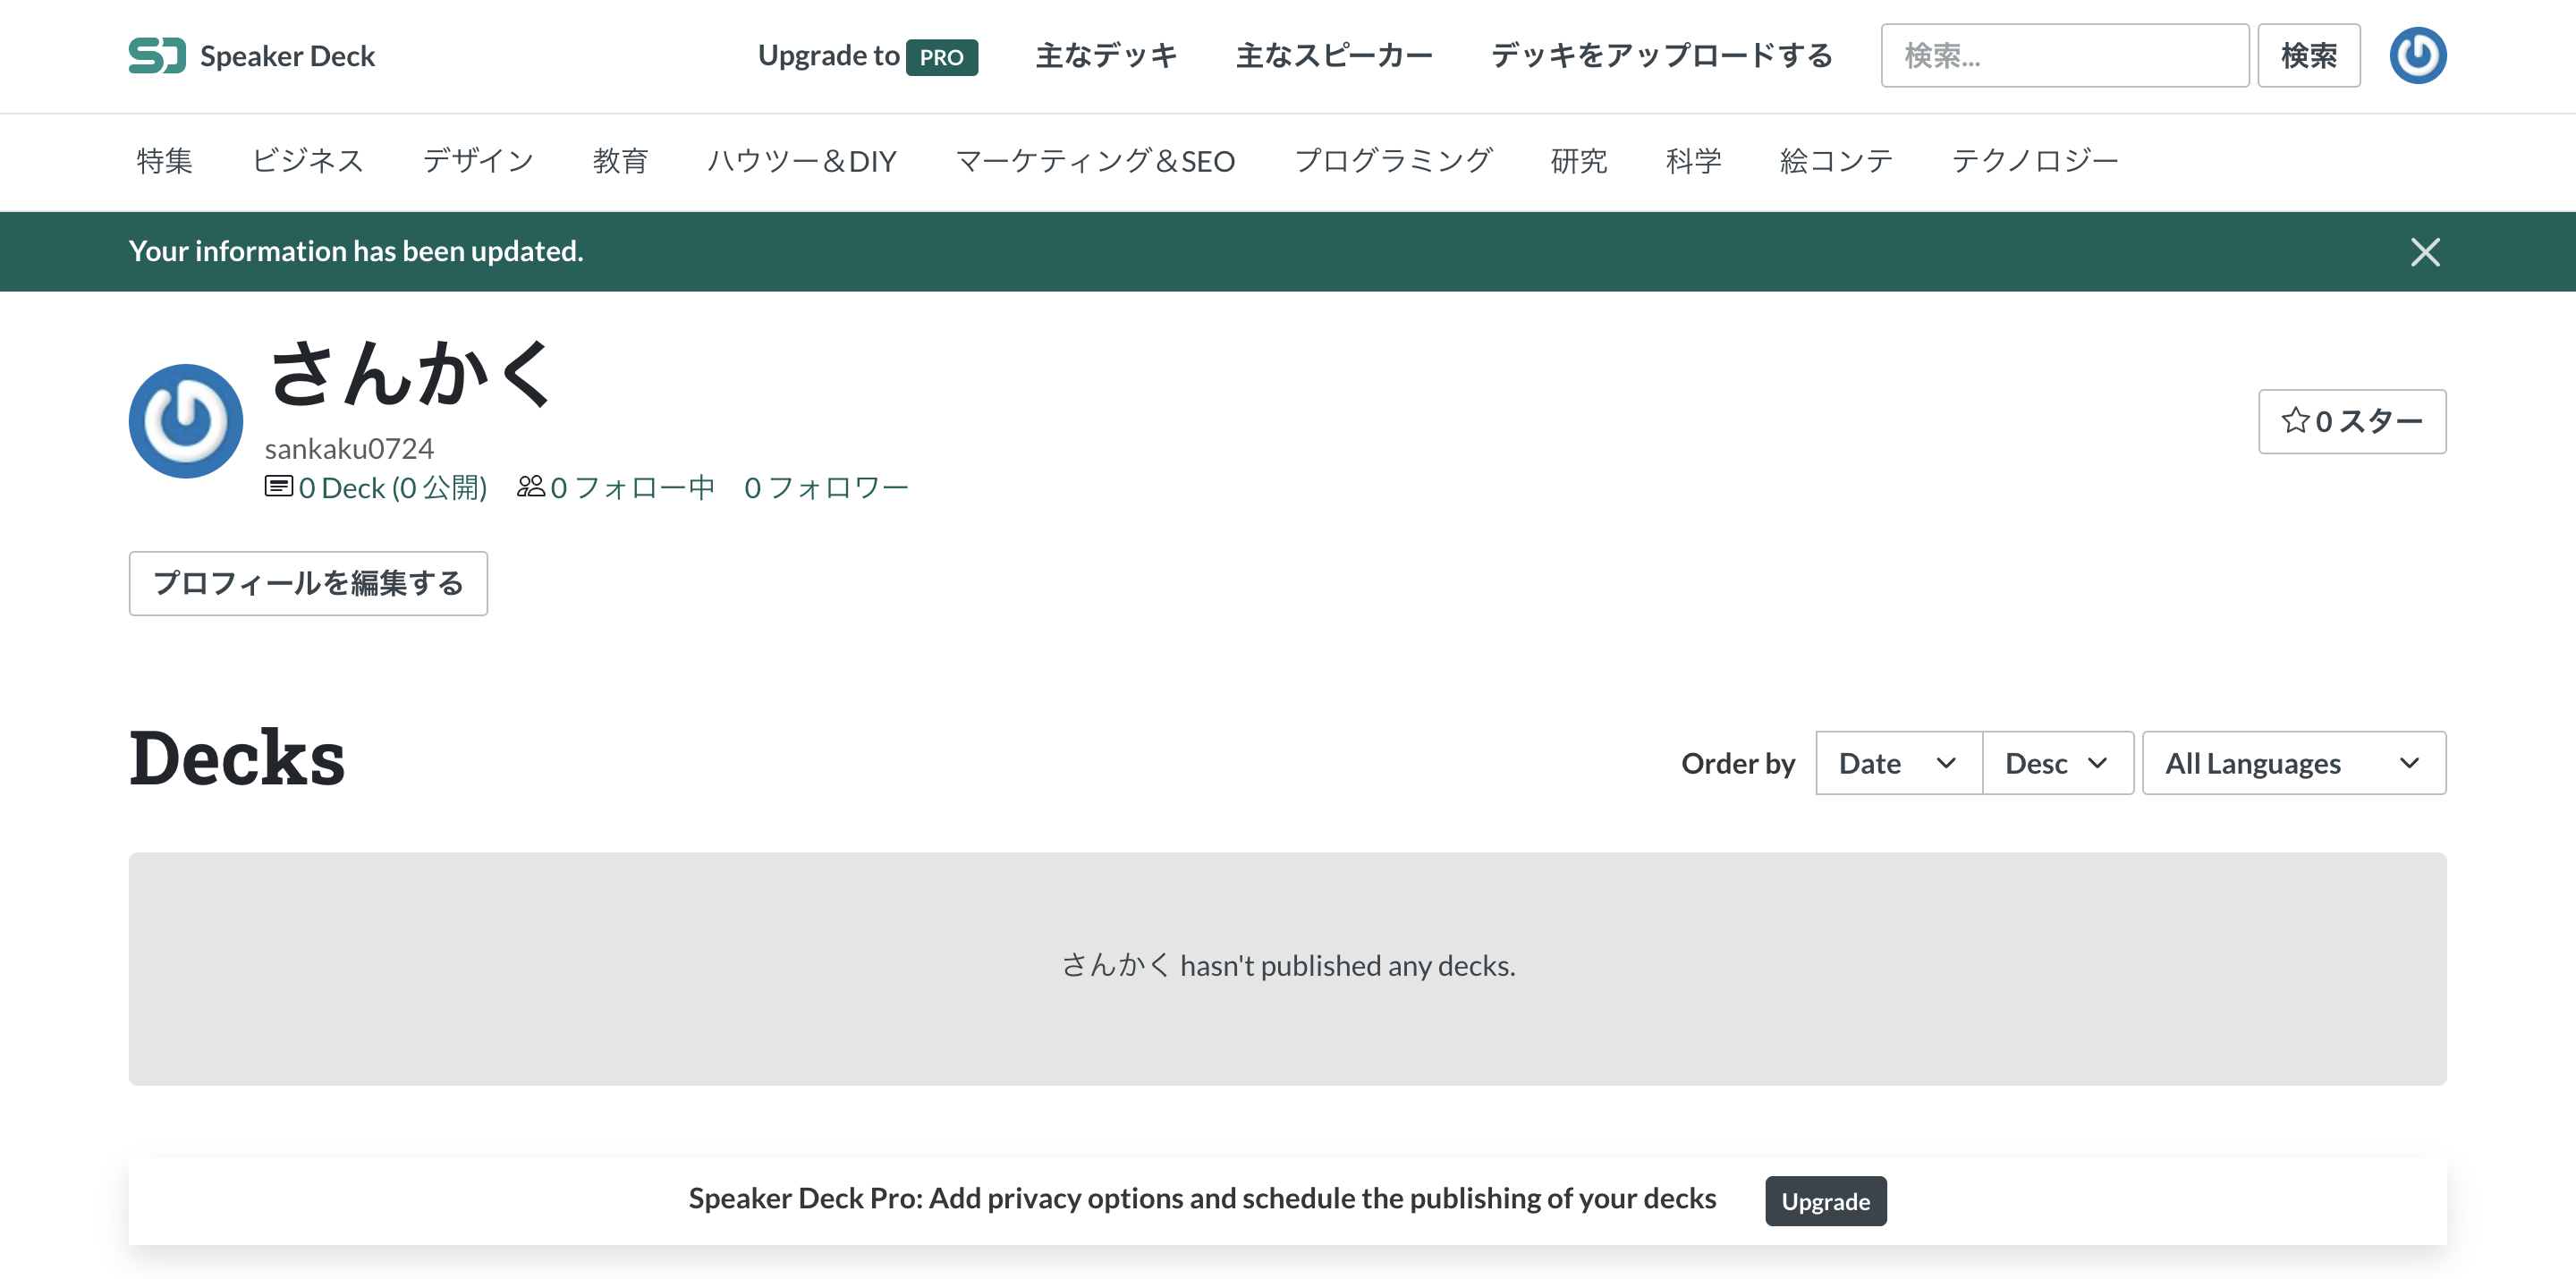 Speaker Deck
Upgrade to PRO 主なデッキ 主なスピーカー デッキをアップロードする 検索... 検索
特集 ビジネス デザイン 教育 ハウツー＆DIY マーケティング＆SEO プログラミング 研究 科学 絵コンテ テクノロジー
Your information has been updated.
さんかく
sankaku0724
0 Deck (0 公開) 0 フォロー中 0 フォロワー
0 スター
プロフィールを編集する
Decks
Order by Date Desc All Languages
さんかく hasn't published any decks.
Speaker Deck Pro: Add privacy options and schedule the publishing of your decks Upgrade